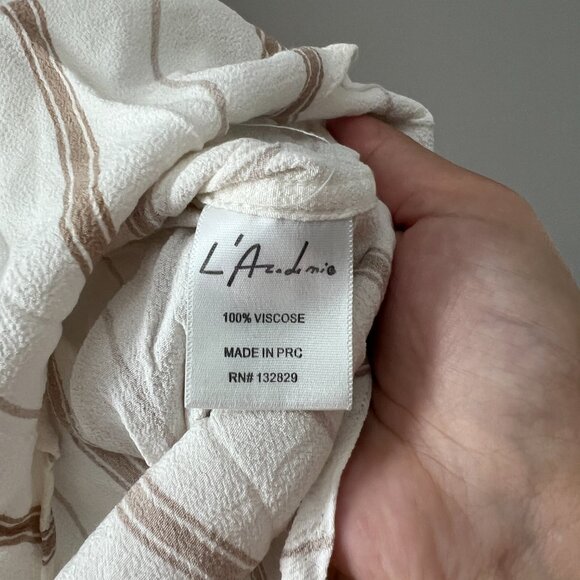 L'Academie
100% VISCOSE
MADE IN PRC
RN# 132829